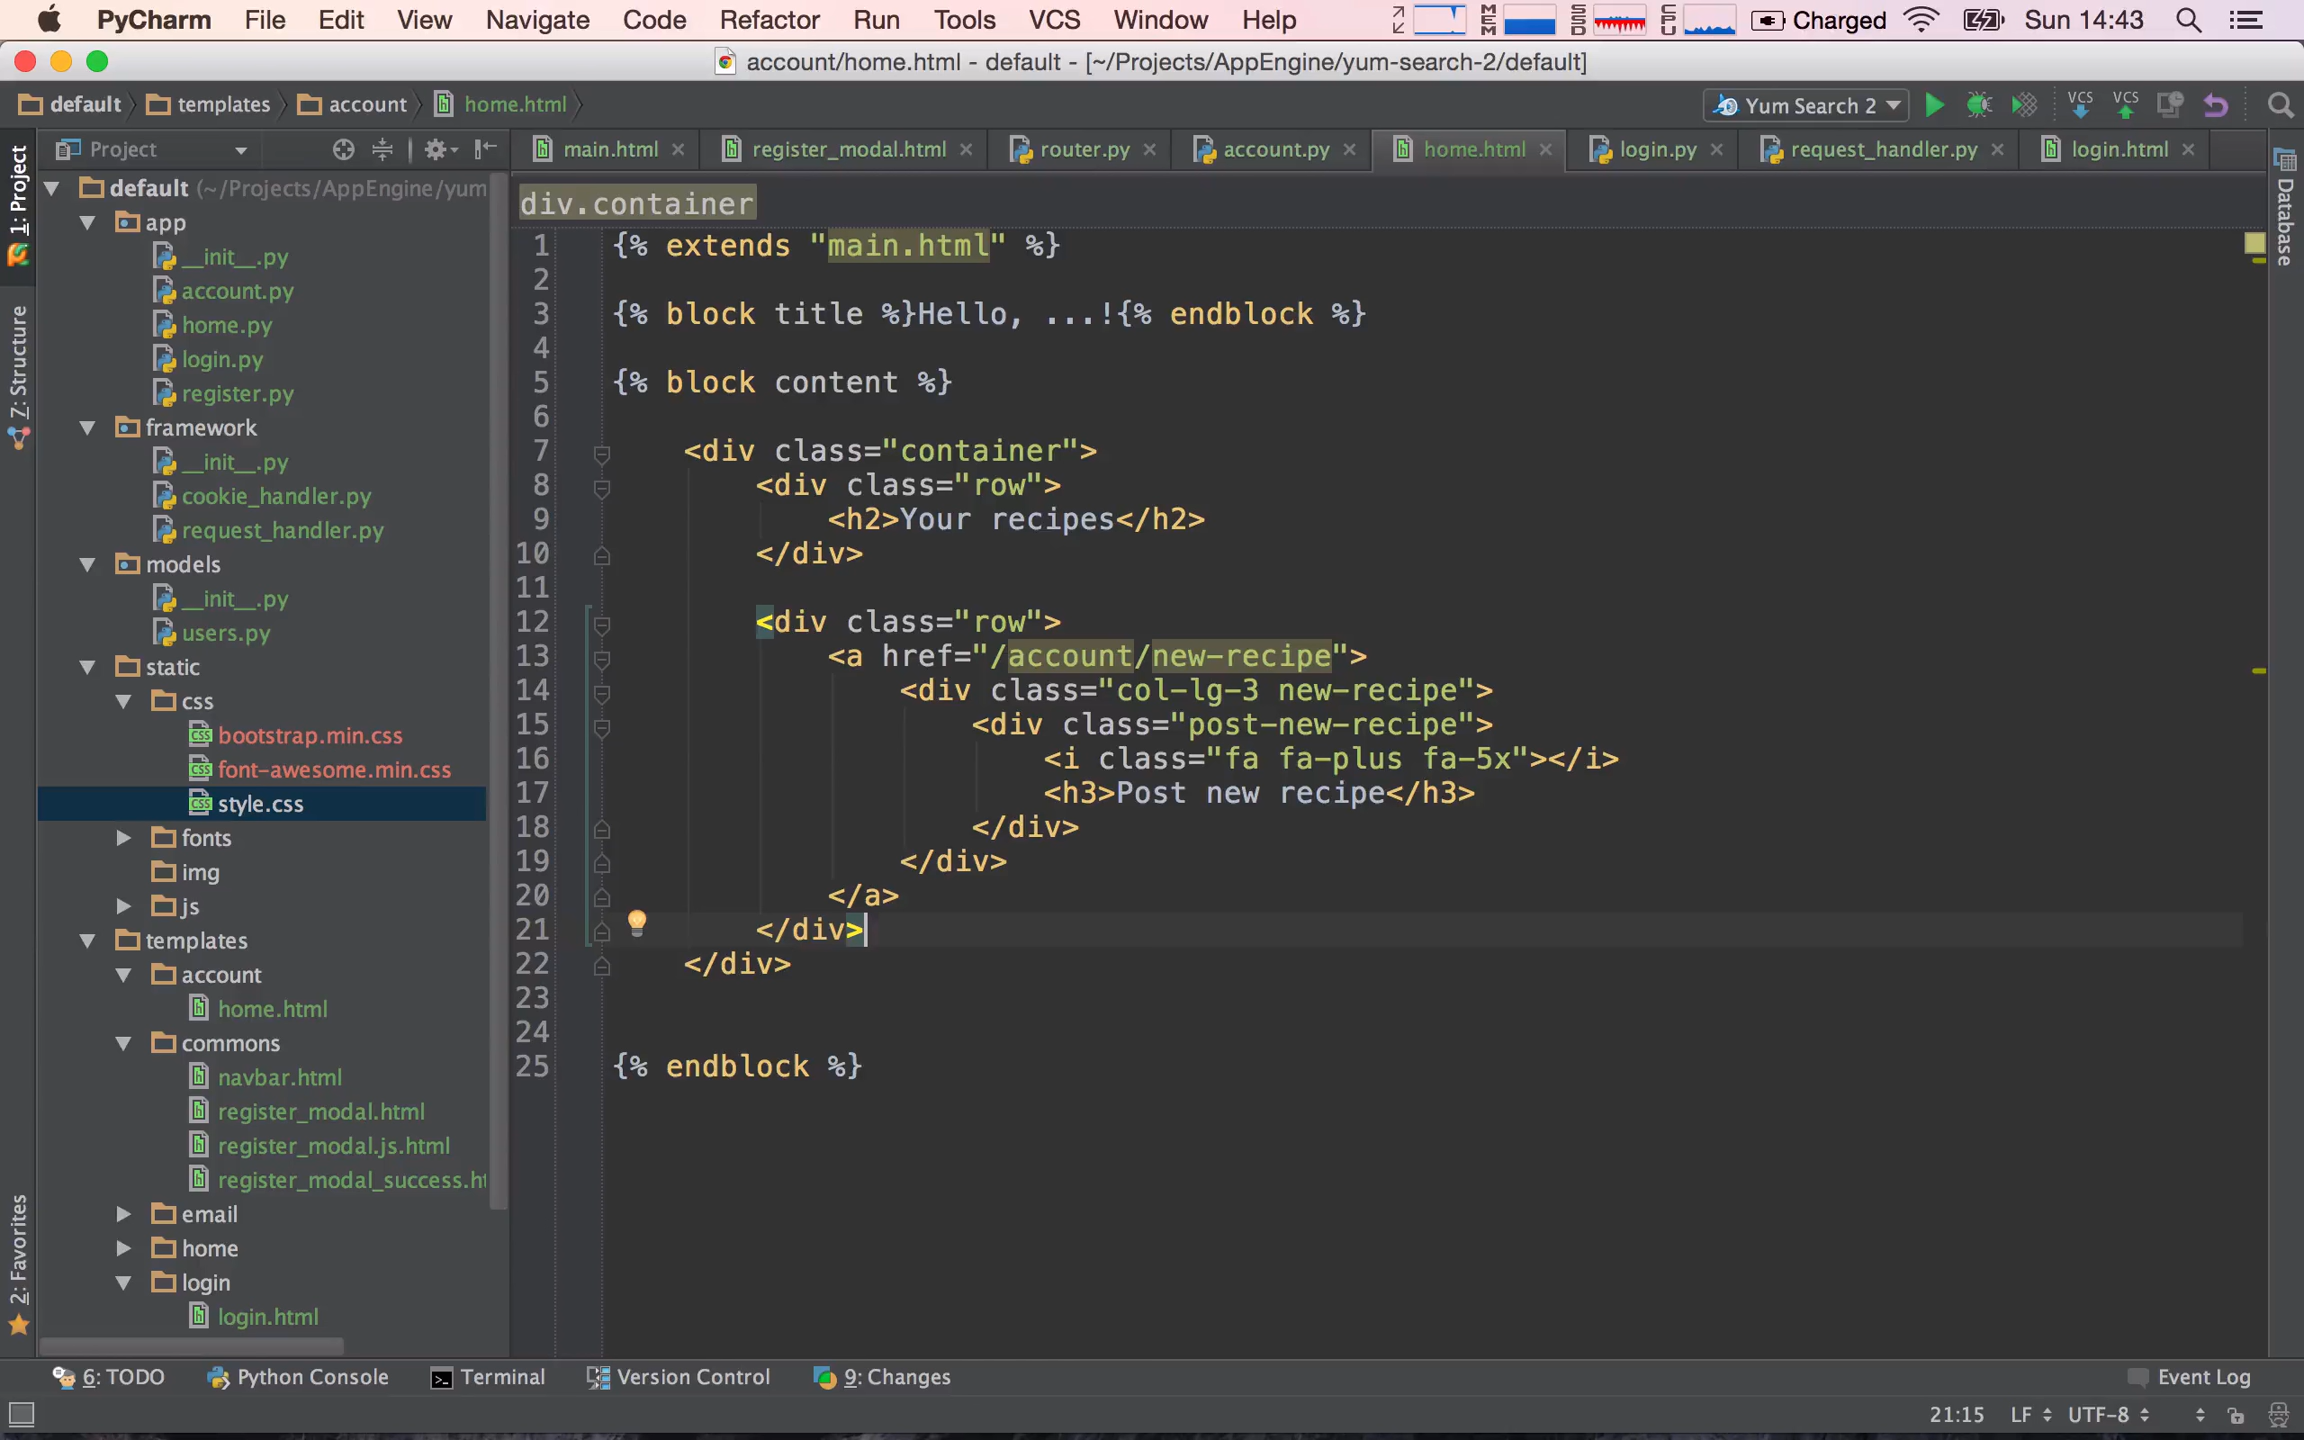 PyCharm File Edit View Navigate Code Refactor Run Tools VCS Window Help MEM SSD CPU Charged Sun 14:43
account/home.html - default - [~/Projects/AppEngine/yum-search-2/default]
default templates account home.html Yum Search 2 VCS VCS
Project main.html register_modal.html router.py account.py home.html login.py request_handler.py login.html
1: Project
7: Structure
2: Favorites
Database
default (~/Projects/AppEngine/yum
app
__init__.py
account.py
home.py
login.py
register.py
framework
__init__.py
cookie_handler.py
request_handler.py
models
__init__.py
users.py
static
css
bootstrap.min.css
font-awesome.min.css
style.css
fonts
img
js
templates
account
home.html
commons
navbar.html
register_modal.html
register_modal.js.html
register_modal_success.ht
email
home
login
login.html
div.container
1 {% extends "main.html" %}
2
3 {% block title %}Hello, ...!{% endblock %}
4
5 {% block content %}
6
7 <div class="container">
8 <div class="row">
9 <h2>Your recipes</h2>
10 </div>
11
12 <div class="row">
13 <a href="/account/new-recipe">
14 <div class="col-lg-3 new-recipe">
15 <div class="post-new-recipe">
16 <i class="fa fa-plus fa-5x"></i>
17 <h3>Post new recipe</h3>
18 </div>
19 </div>
20 </a>
21 </div>
22 </div>
23
24
25 {% endblock %}
6: TODO Python Console Terminal Version Control 9: Changes Event Log
21:15 LF UTF-8